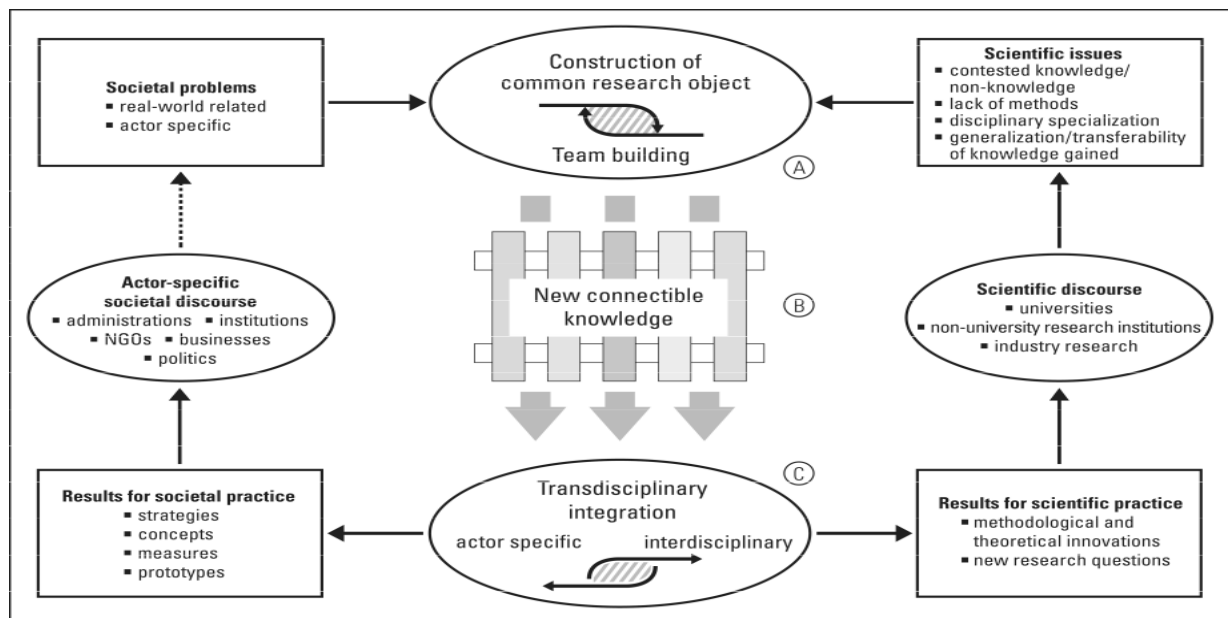 Societal problems
▪ real-world related
▪ actor specific
Construction of
common research object
Team building
A
Scientific issues
▪ contested knowledge/
non-knowledge
▪ lack of methods
▪ disciplinary specialization
▪ generalization/transferability
of knowledge gained
Actor-specific
societal discourse
▪ administrations ▪ institutions
▪ NGOs ▪ businesses
▪ politics
New connectible
knowledge
B
Scientific discourse
▪ universities
▪ non-university research institutions
▪ industry research
Results for societal practice
▪ strategies
▪ concepts
▪ measures
▪ prototypes
C
Transdisciplinary
integration
actor specific interdisciplinary
Results for scientific practice
▪ methodological and
theoretical innovations
▪ new research questions